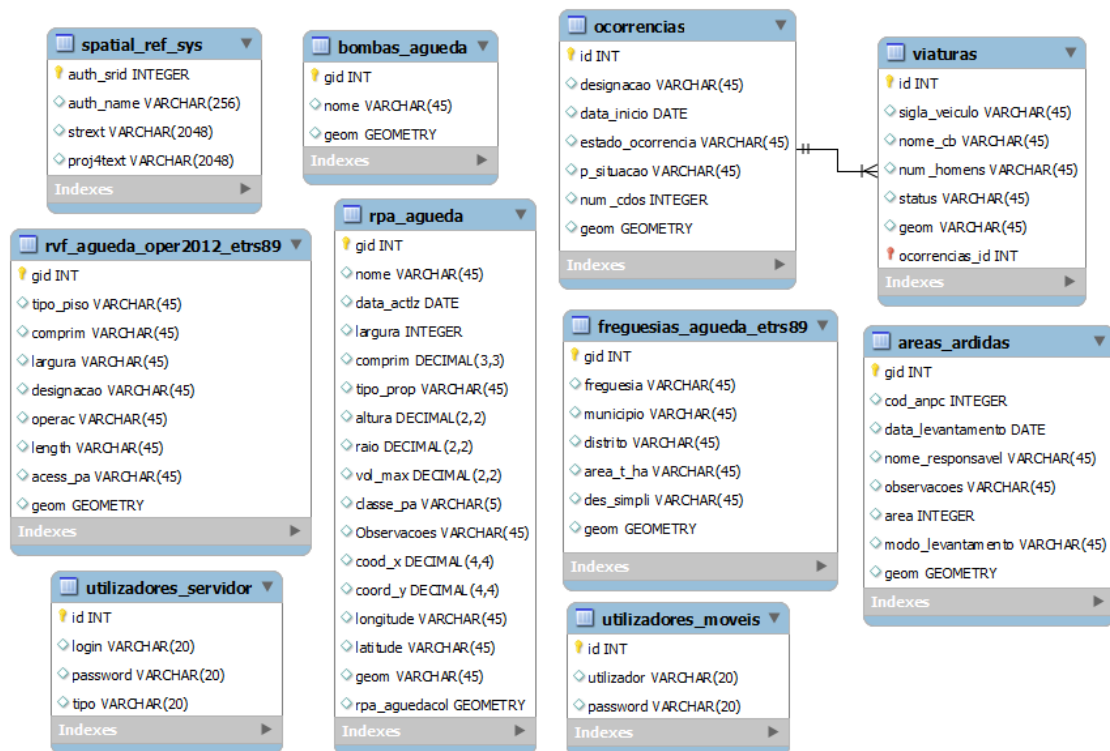 spatial_ref_sys
auth_srid INTEGER
auth_name VARCHAR(256)
strext VARCHAR(2048)
proj4text VARCHAR(2048)
Indexes
bombas_agueda
gid INT
nome VARCHAR(45)
geom GEOMETRY
Indexes
ocorrencias
id INT
designacao VARCHAR(45)
data_inicio DATE
estado_ocorrencia VARCHAR(45)
p_situacao VARCHAR(45)
num_cdos INTEGER
geom GEOMETRY
Indexes
viaturas
id INT
sigla_veiculo VARCHAR(45)
nome_cb VARCHAR(45)
num_homens VARCHAR(45)
status VARCHAR(45)
geom VARCHAR(45)
ocorrencias_id INT
Indexes
rvf_agueda_oper2012_etrs89
gid INT
tipo_piso VARCHAR(45)
comprim VARCHAR(45)
largura VARCHAR(45)
designacao VARCHAR(45)
operac VARCHAR(45)
length VARCHAR(45)
acess_pa VARCHAR(45)
geom GEOMETRY
Indexes
rpa_agueda
gid INT
nome VARCHAR(45)
data_actlz DATE
largura INTEGER
comprim DECIMAL(3,3)
tipo_prop VARCHAR(45)
altura DECIMAL(2,2)
raio DECIMAL(2,2)
vol_max DECIMAL(2,2)
classe_pa VARCHAR(5)
Observacoes VARCHAR(45)
cood_x DECIMAL(4,4)
coord_y DECIMAL(4,4)
longitude VARCHAR(45)
latitude VARCHAR(45)
geom VARCHAR(45)
rpa_aguedacol GEOMETRY
Indexes
freguesias_agueda_etrs89
gid INT
freguesia VARCHAR(45)
municipio VARCHAR(45)
distrito VARCHAR(45)
area_t_ha VARCHAR(45)
des_simpli VARCHAR(45)
geom GEOMETRY
Indexes
areas_ardidas
gid INT
cod_anpc INTEGER
data_levantamento DATE
nome_responsavel VARCHAR(45)
observacoes VARCHAR(45)
area INTEGER
modo_levantamento VARCHAR(45)
geom GEOMETRY
Indexes
utilizadores_servidor
id INT
login VARCHAR(20)
password VARCHAR(20)
tipo VARCHAR(20)
Indexes
utilizadores_moveis
id INT
utilizador VARCHAR(20)
password VARCHAR(20)
Indexes